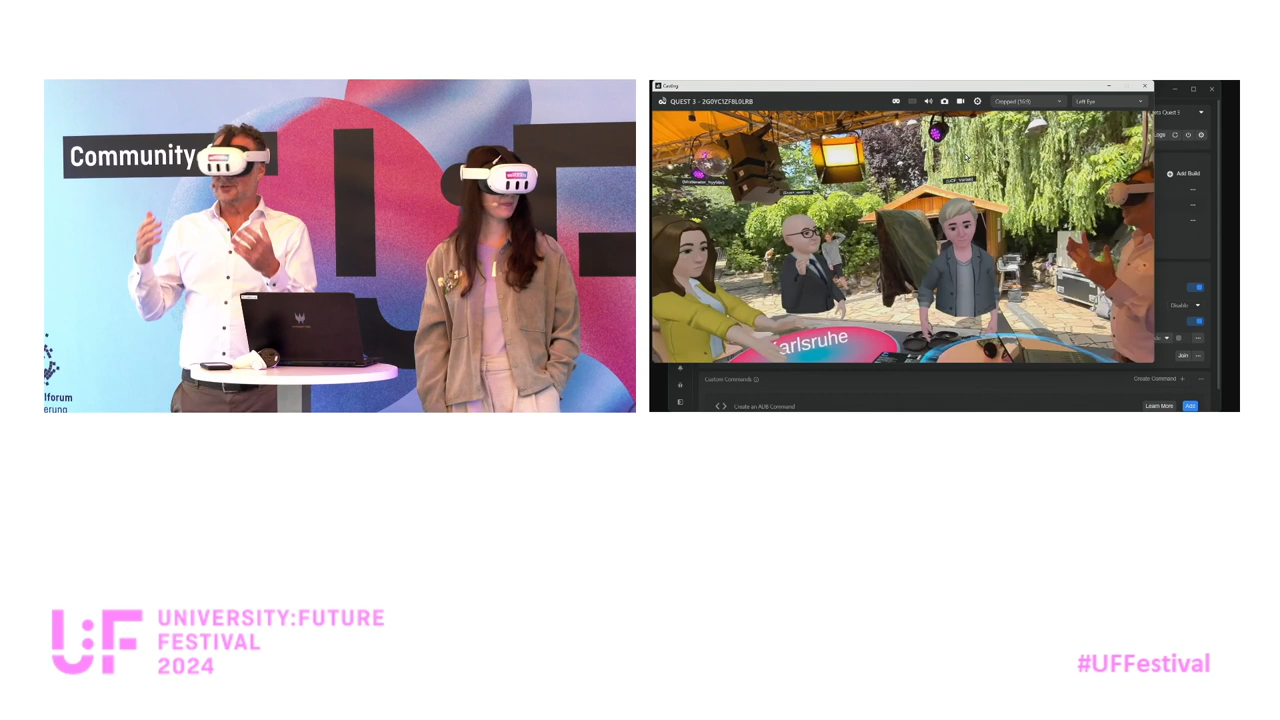 Community
lforum
erung
Casting
QUEST 3 - 2G0YC1ZF8L0LRB
Cropped (16:9)
Left Eye
arlsruhe
Add Build
Disable
Join
Custom Commands
Create Command
Create an ADB Command
Learn More
Add
U:F
UNIVERSITY:FUTURE
FESTIVAL
2024
#UFFestival